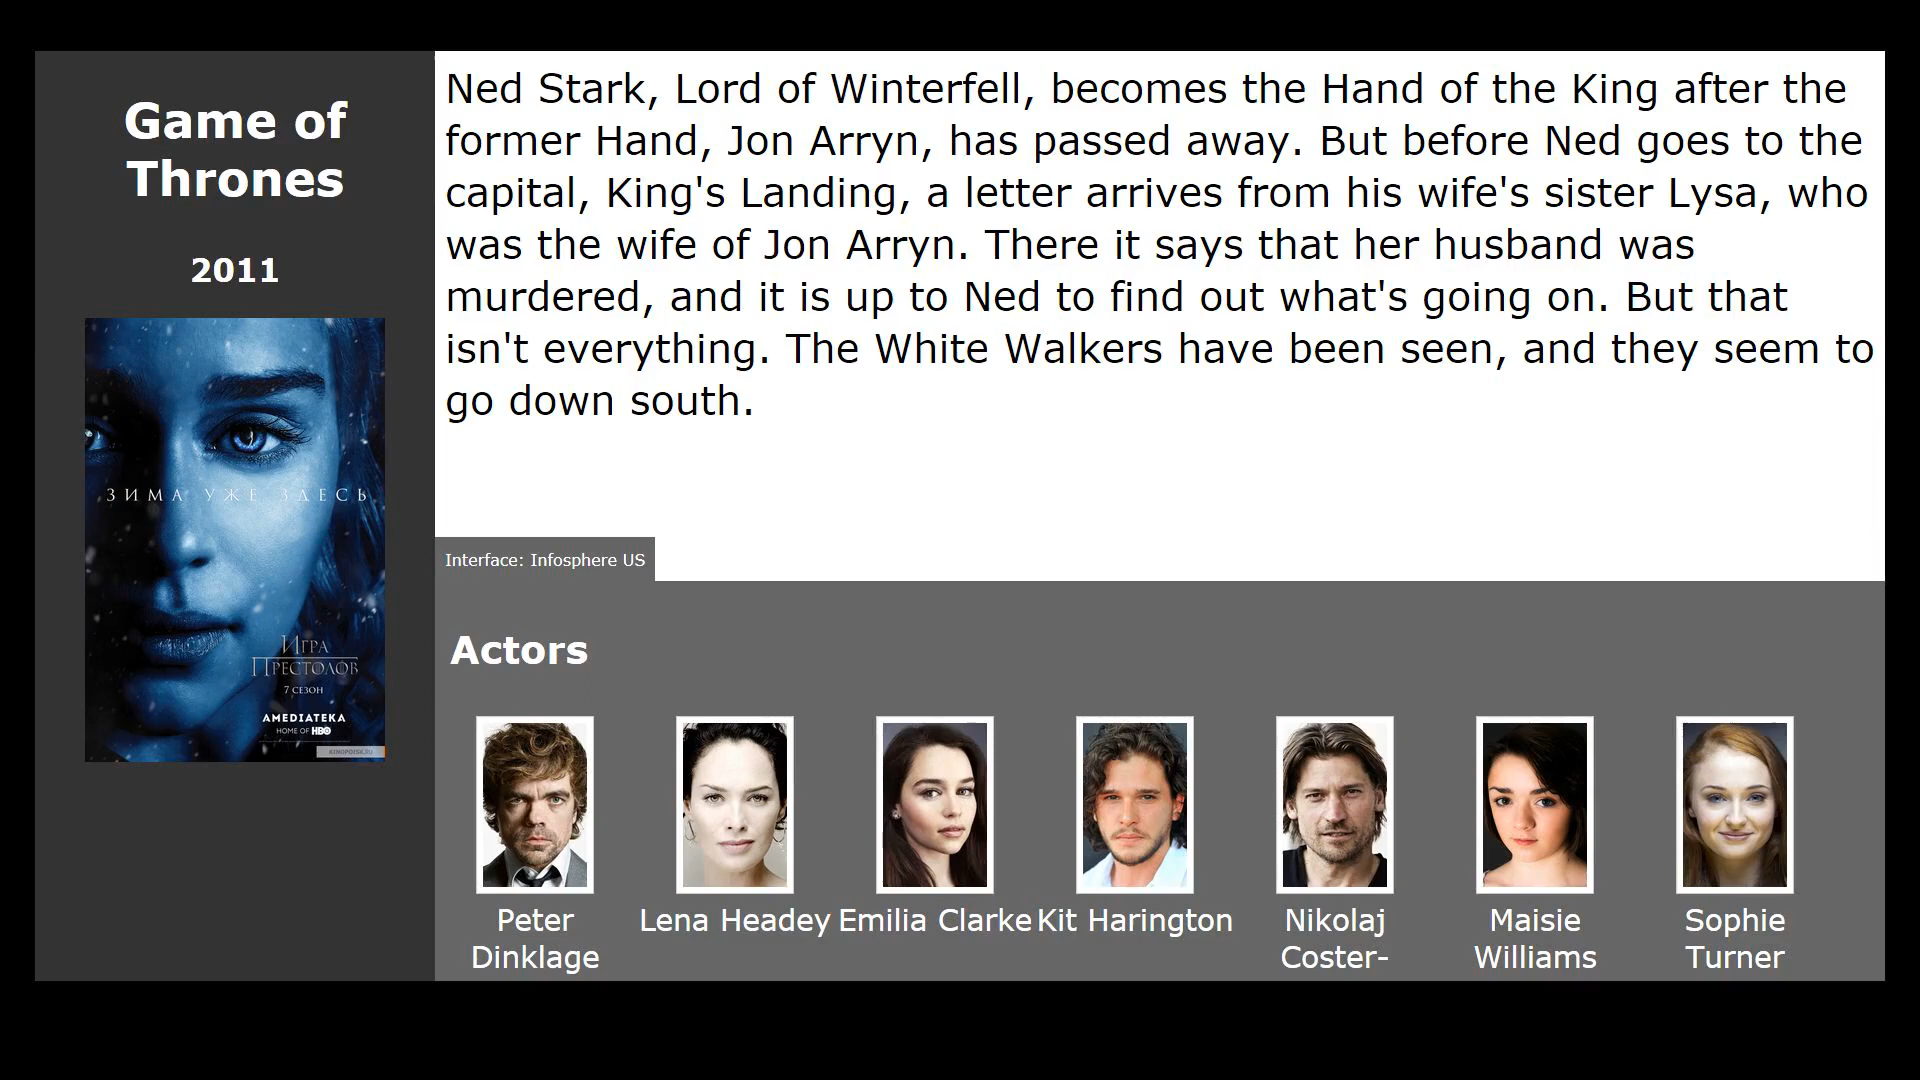 Game of
Thrones
2011
ЗИМА УЖЕ ЗДЕСЬ
ИГРА
ПРЕСТОЛОВ
7 СЕЗОН
AMEDIATEKA
HOME OF HBO
KINOPOISK.RU
Ned Stark, Lord of Winterfell, becomes the Hand of the King after the
former Hand, Jon Arryn, has passed away. But before Ned goes to the
capital, King's Landing, a letter arrives from his wife's sister Lysa, who
was the wife of Jon Arryn. There it says that her husband was
murdered, and it is up to Ned to find out what's going on. But that
isn't everything. The White Walkers have been seen, and they seem to
go down south.
Interface: Infosphere US
Actors
Peter
Dinklage
Lena Headey
Emilia Clarke
Kit Harington
Nikolaj
Coster-
Maisie
Williams
Sophie
Turner